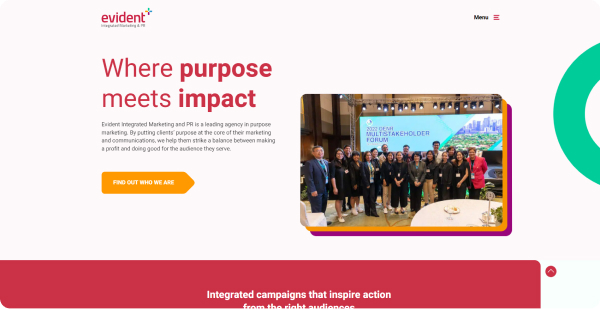 evident
Integrated Marketing & PR
Menu
Where purpose
meets impact
Evident Integrated Marketing and PR is a leading agency in purpose
marketing. By putting clients' purpose at the core of their marketing
and communications, we help them strike a balance between making
a profit and doing good for the audience they serve.
FIND OUT WHO WE ARE
2022 DENR
MULTISTAKEHOLDER
FORUM
Integrated campaigns that inspire action
from the right audiences